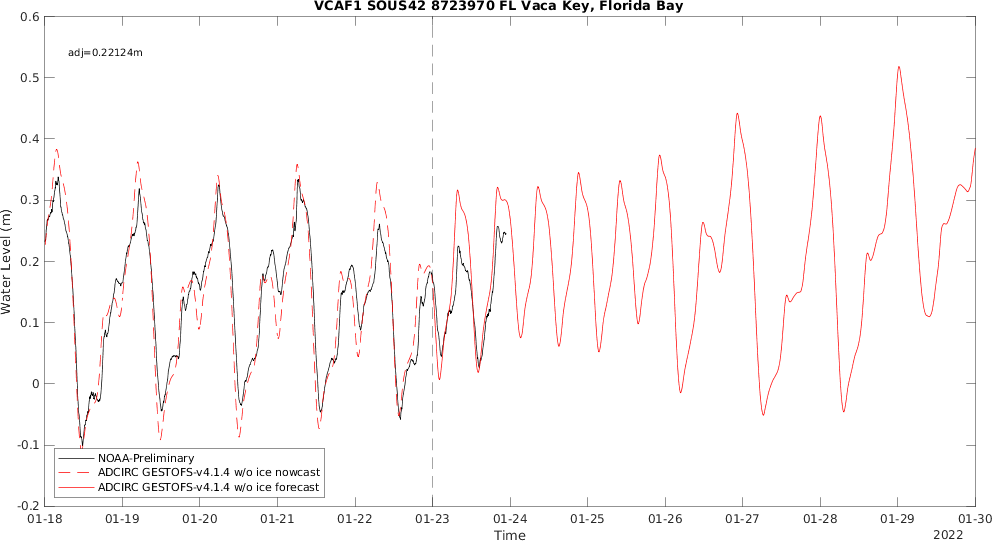 VCAF1 SOUS42 8723970 FL Vaca Key, Florida Bay
adj=0.22124m
0.6
0.5
0.4
0.3
0.2
0.1
0
-0.1
-0.2
Water Level (m)
NOAA-Preliminary
ADCIRC GESTOFS-v4.1.4 w/o ice nowcast
ADCIRC GESTOFS-v4.1.4 w/o ice forecast
01-18 01-19 01-20 01-21 01-22 01-23 01-24 01-25 01-26 01-27 01-28 01-29 01-30
Time
2022